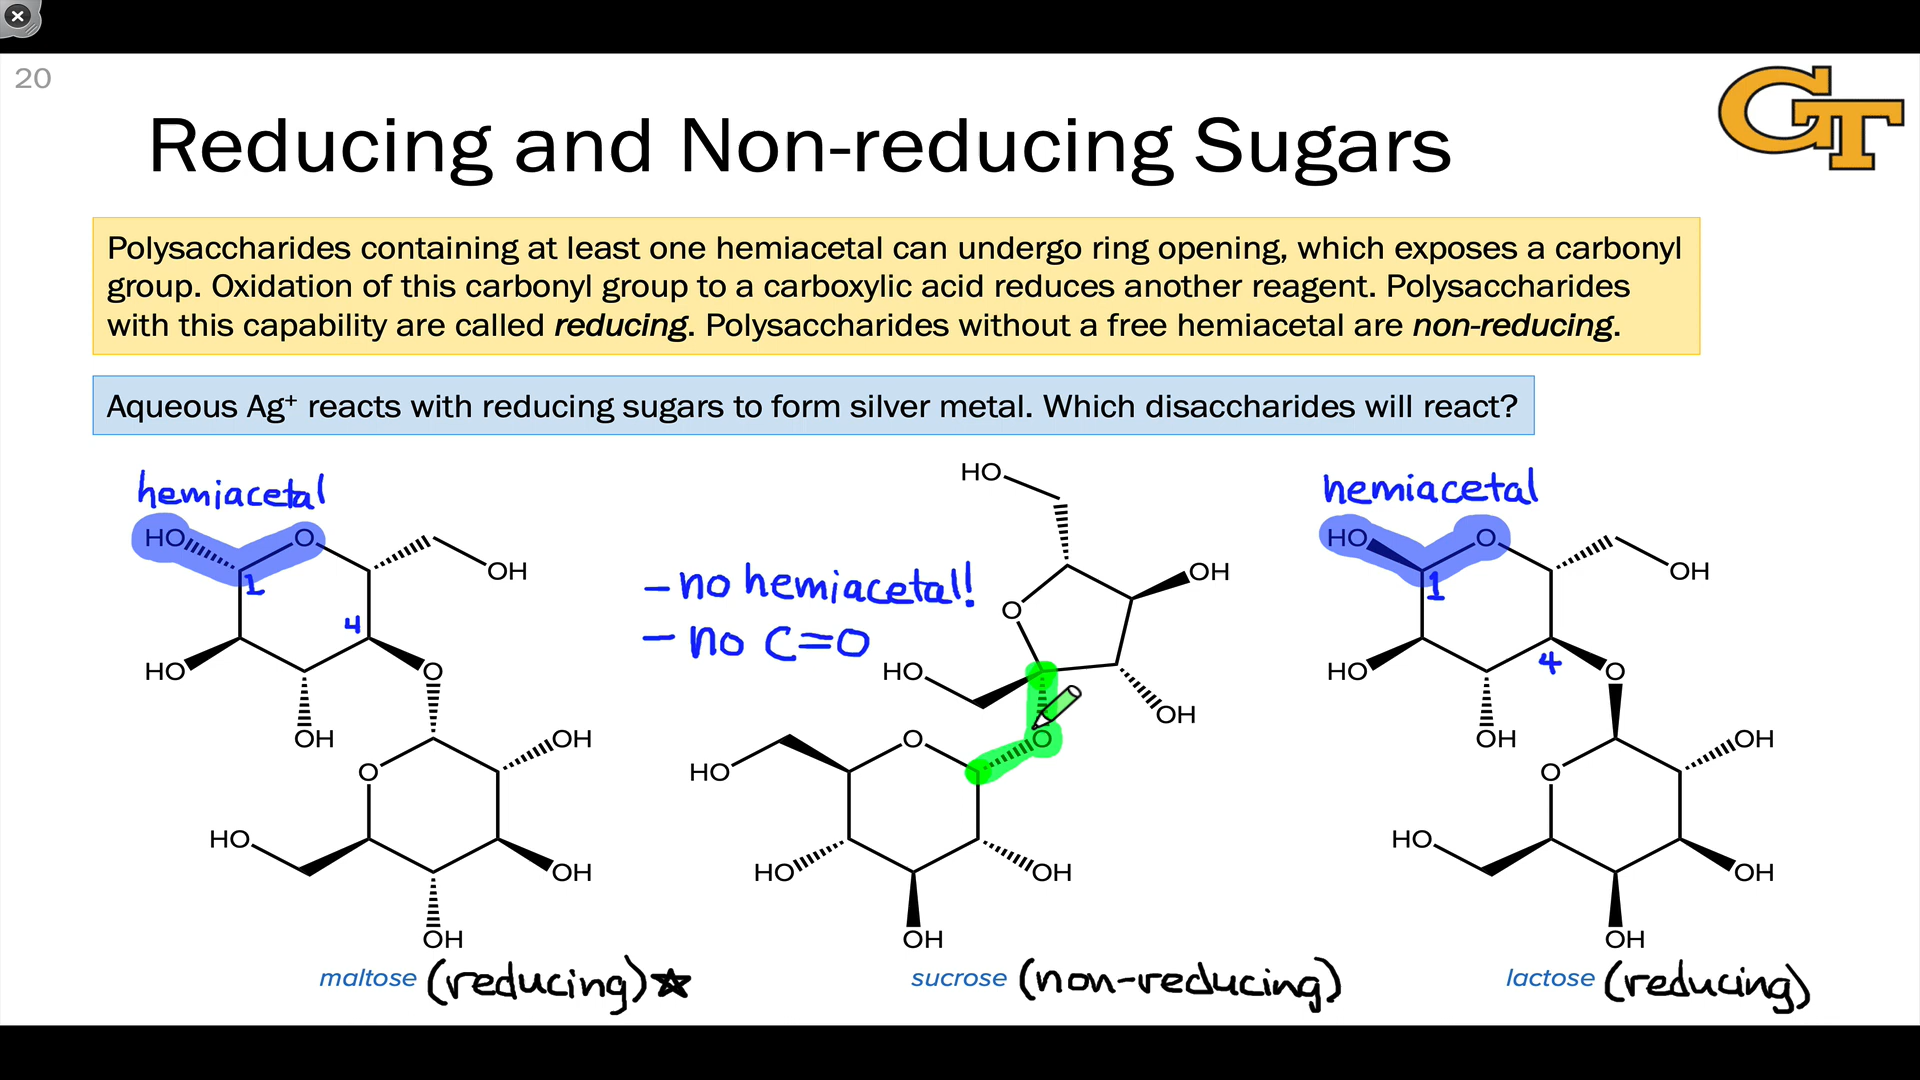 20
GT
Reducing and Non-reducing Sugars
Polysaccharides containing at least one hemiacetal can undergo ring opening, which exposes a carbonyl
group. Oxidation of this carbonyl group to a carboxylic acid reduces another reagent. Polysaccharides
with this capability are called reducing. Polysaccharides without a free hemiacetal are non-reducing.
Aqueous Ag⁺ reacts with reducing sugars to form silver metal. Which disaccharides will react?
hemiacetal
HO
O
OH
1
4
HO
O
OH
OH
O
HO
OH
OH
maltose (reducing)★
– no hemiacetal!
– no C=O
HO
O
OH
HO
OH
O
O
HO
HO
OH
OH
sucrose (non-reducing)
hemiacetal
HO
O
OH
1
4
HO
O
OH
OH
O
HO
OH
OH
lactose (reducing)